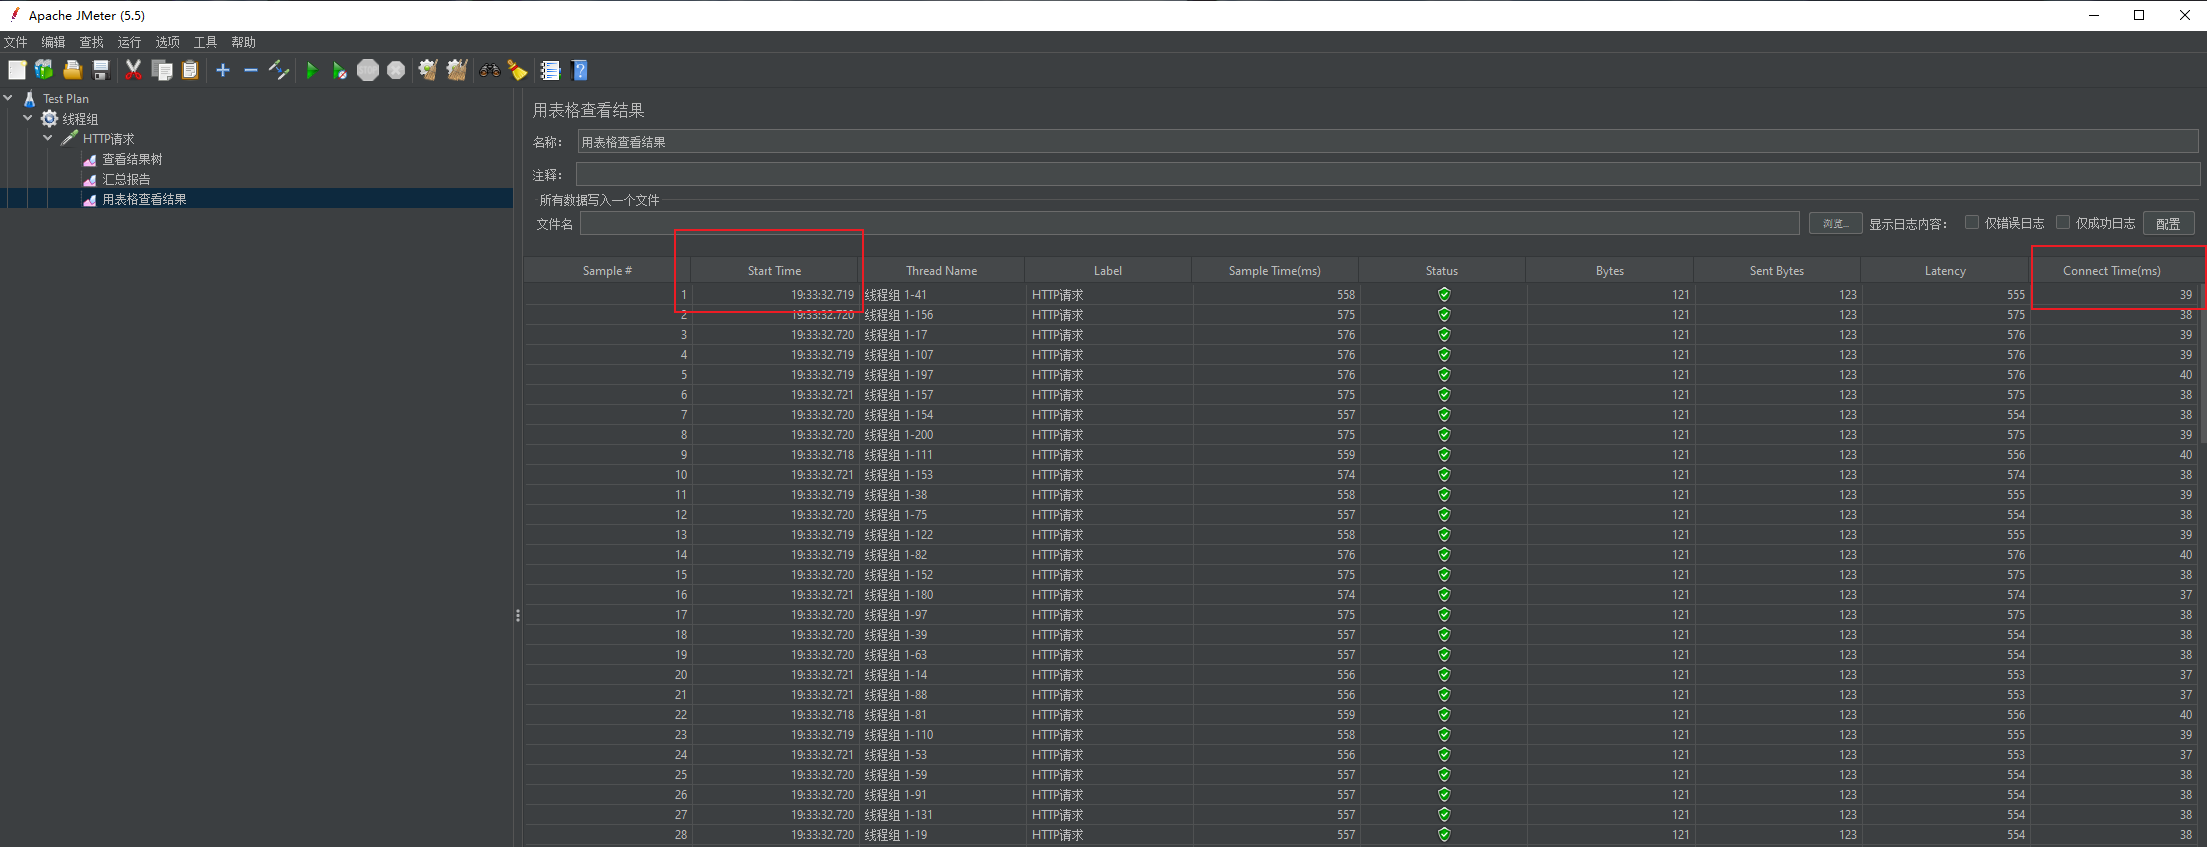 Apache JMeter (5.5)
文件 编辑 查找 运行 选项 工具 帮助
Test Plan
线程组
HTTP请求
查看结果树
汇总报告
用表格查看结果
用表格查看结果
名称： 用表格查看结果
注释：
所有数据写入一个文件
文件名 浏览... 显示日志内容： 仅错误日志 仅成功日志 配置
Sample # Start Time Thread Name Label Sample Time(ms) Status Bytes Sent Bytes Latency Connect Time(ms)
1 19:33:32.719 线程组 1-41 HTTP请求 558 121 123 555 39
2 19:33:32.720 线程组 1-156 HTTP请求 575 121 123 575 38
3 19:33:32.720 线程组 1-17 HTTP请求 576 121 123 576 39
4 19:33:32.719 线程组 1-107 HTTP请求 576 121 123 576 39
5 19:33:32.719 线程组 1-197 HTTP请求 576 121 123 576 40
6 19:33:32.721 线程组 1-157 HTTP请求 575 121 123 575 38
7 19:33:32.720 线程组 1-154 HTTP请求 557 121 123 554 38
8 19:33:32.720 线程组 1-200 HTTP请求 575 121 123 575 39
9 19:33:32.718 线程组 1-111 HTTP请求 559 121 123 556 40
10 19:33:32.721 线程组 1-153 HTTP请求 574 121 123 574 38
11 19:33:32.719 线程组 1-38 HTTP请求 558 121 123 555 39
12 19:33:32.720 线程组 1-75 HTTP请求 557 121 123 554 38
13 19:33:32.719 线程组 1-122 HTTP请求 558 121 123 555 39
14 19:33:32.719 线程组 1-82 HTTP请求 576 121 123 576 40
15 19:33:32.720 线程组 1-152 HTTP请求 575 121 123 575 38
16 19:33:32.721 线程组 1-180 HTTP请求 574 121 123 574 37
17 19:33:32.720 线程组 1-97 HTTP请求 575 121 123 575 38
18 19:33:32.720 线程组 1-39 HTTP请求 557 121 123 554 38
19 19:33:32.720 线程组 1-63 HTTP请求 557 121 123 554 38
20 19:33:32.721 线程组 1-14 HTTP请求 556 121 123 553 37
21 19:33:32.721 线程组 1-88 HTTP请求 556 121 123 553 37
22 19:33:32.718 线程组 1-81 HTTP请求 559 121 123 556 40
23 19:33:32.719 线程组 1-110 HTTP请求 558 121 123 555 39
24 19:33:32.721 线程组 1-53 HTTP请求 556 121 123 553 37
25 19:33:32.720 线程组 1-59 HTTP请求 557 121 123 554 38
26 19:33:32.720 线程组 1-91 HTTP请求 557 121 123 554 38
27 19:33:32.720 线程组 1-131 HTTP请求 557 121 123 554 38
28 19:33:32.720 线程组 1-19 HTTP请求 557 121 123 554 38